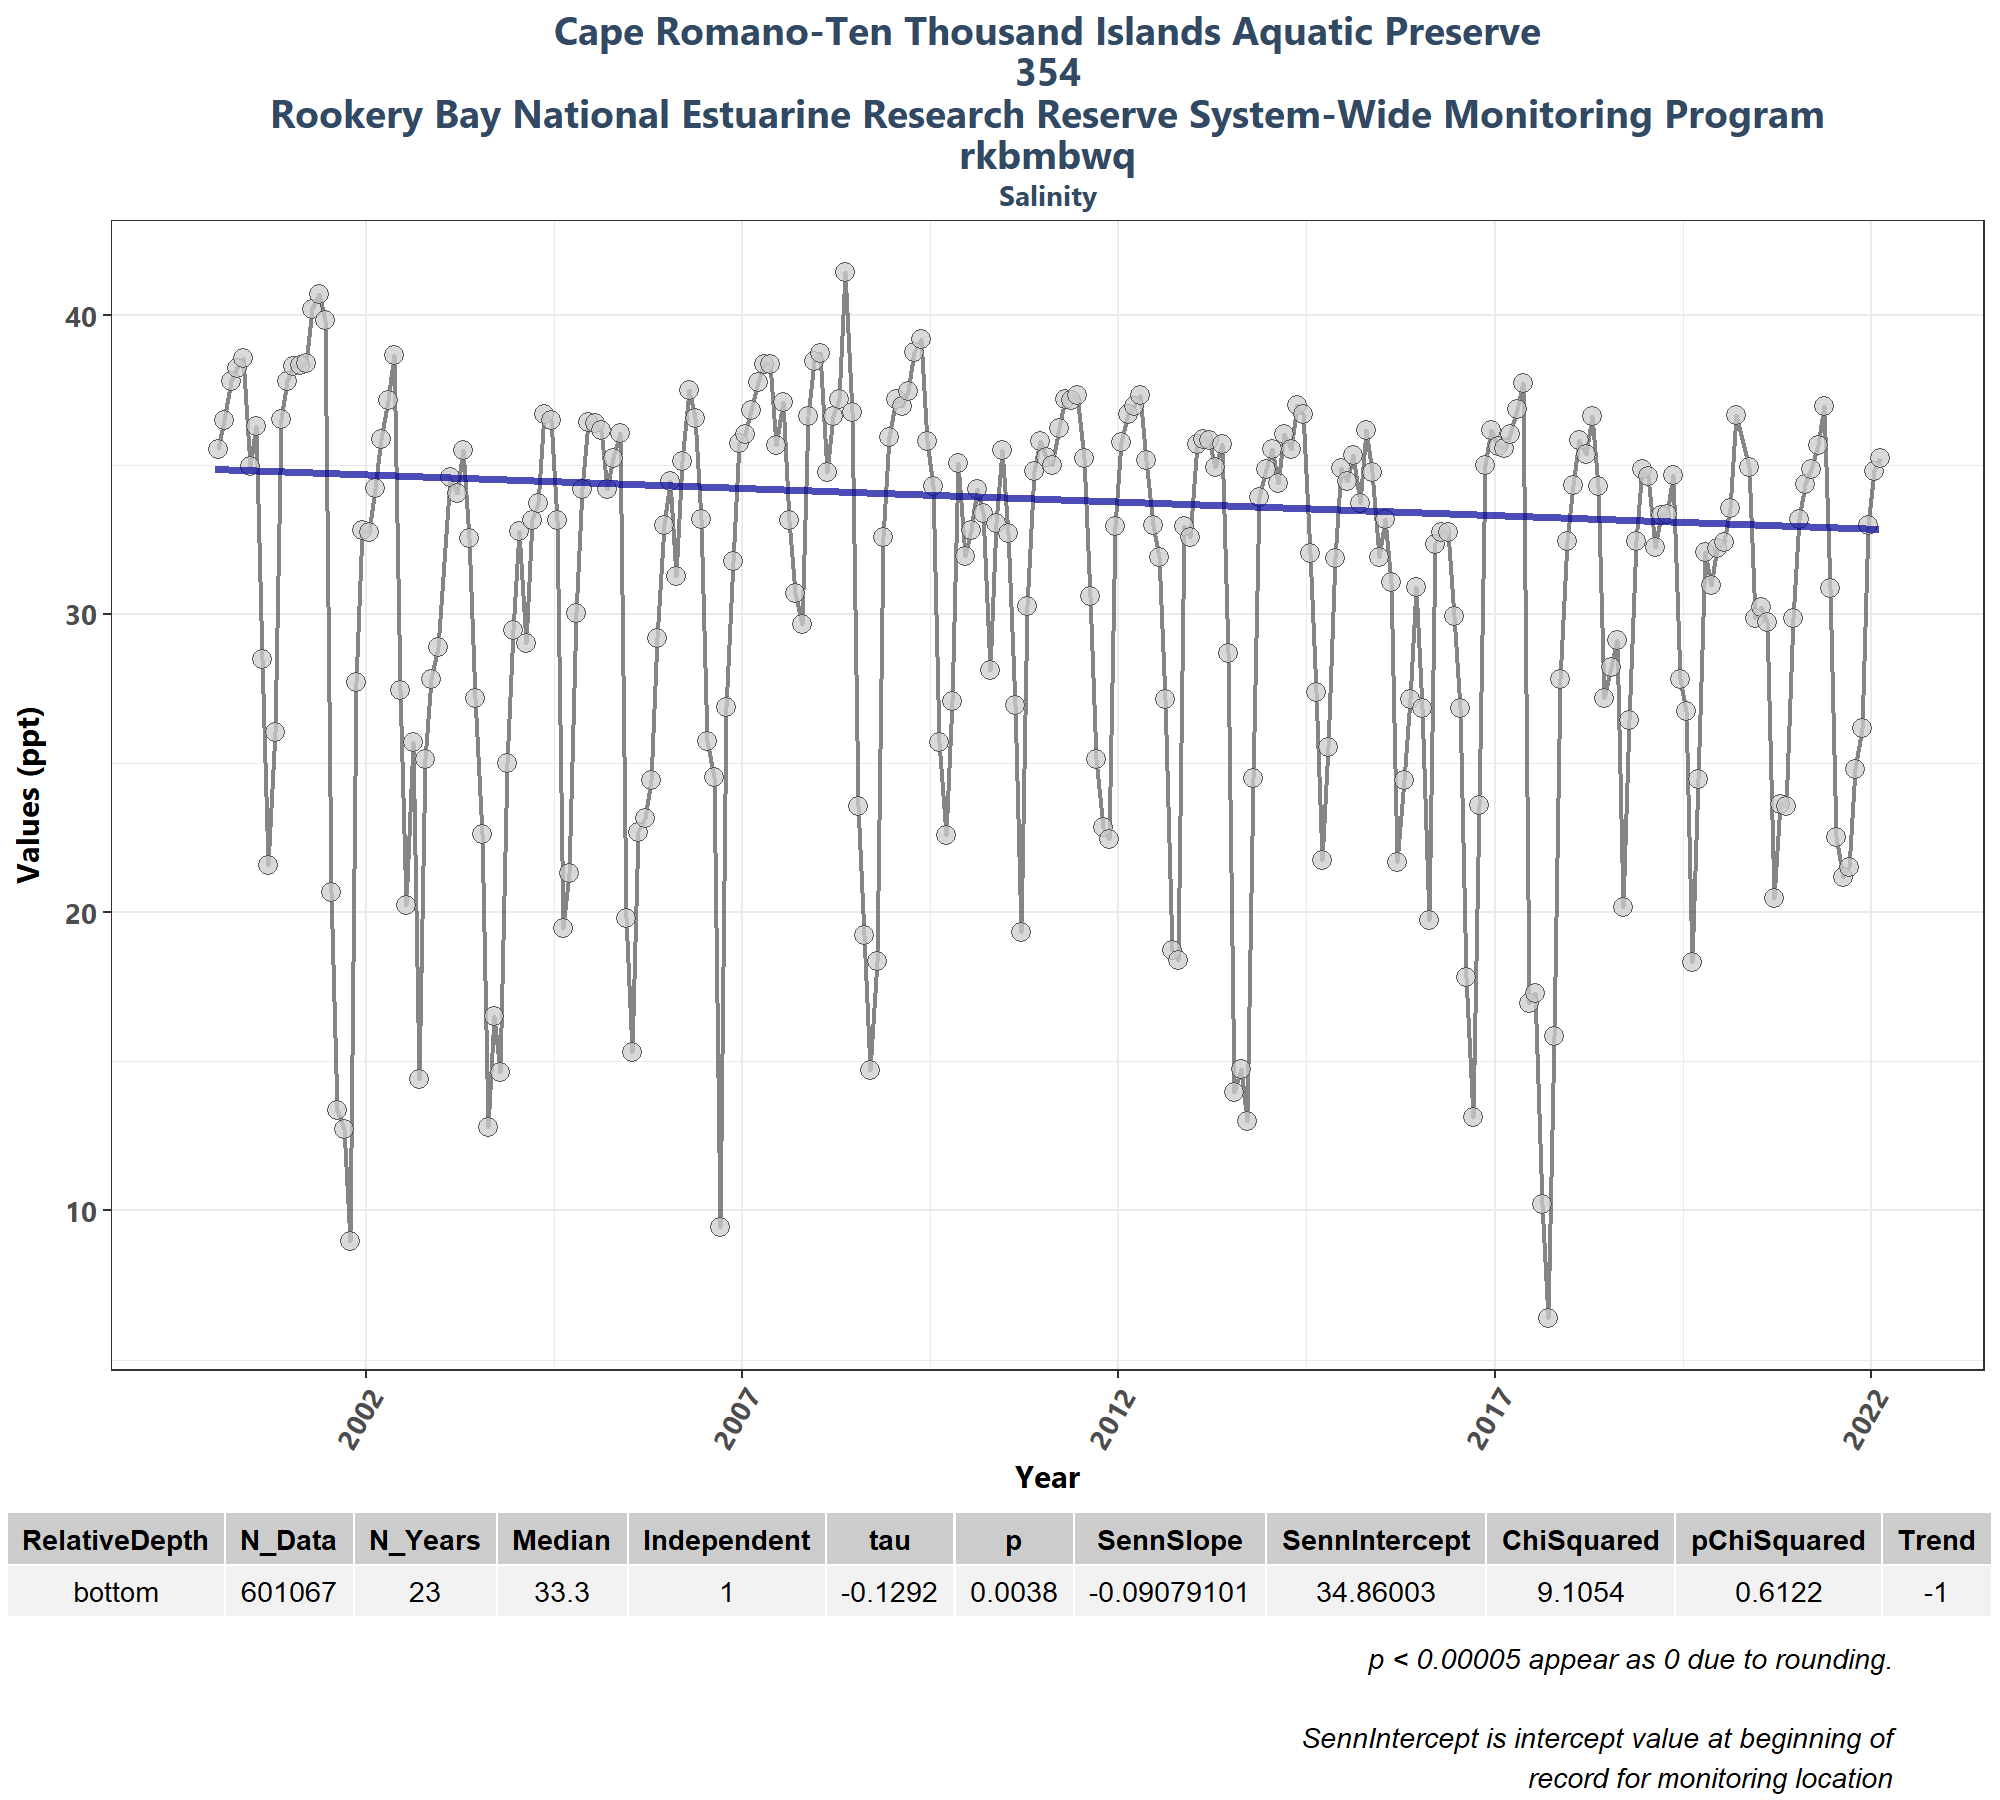 Cape Romano-Ten Thousand Islands Aquatic Preserve
354
Rookery Bay National Estuarine Research Reserve System-Wide Monitoring Program
rkbmbwq
Salinity
40
30
20
10
Values (ppt)
2002 2007 2012 2017 2022
Year
RelativeDepth N_Data N_Years Median Independent tau p SennSlope SennIntercept ChiSquared pChiSquared Trend
bottom 601067 23 33.3 1 -0.1292 0.0038 -0.09079101 34.86003 9.1054 0.6122 -1
p < 0.00005 appear as 0 due to rounding.
SennIntercept is intercept value at beginning of
record for monitoring location